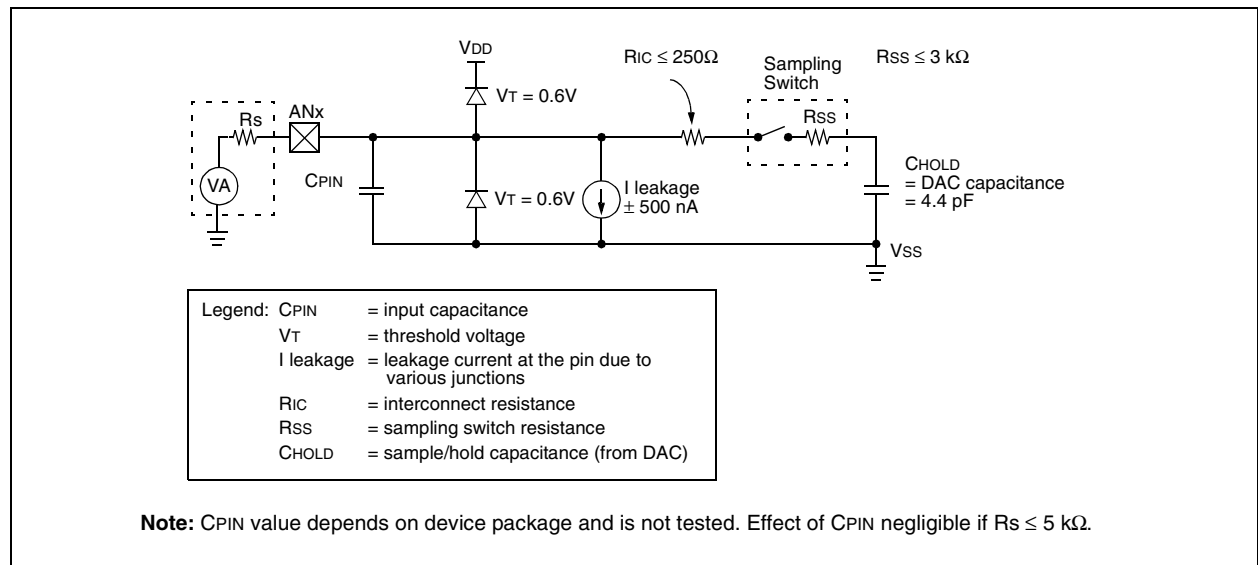 VDD
RIC ≤ 250Ω
Sampling
Switch
RSS ≤ 3 kΩ
VT = 0.6V
Rs
ANx
RSS
VA
CPIN
VT = 0.6V
I leakage
± 500 nA
CHOLD
= DAC capacitance
= 4.4 pF
VSS
Legend: CPIN = input capacitance
VT = threshold voltage
I leakage = leakage current at the pin due to
various junctions
RIC = interconnect resistance
RSS = sampling switch resistance
CHOLD = sample/hold capacitance (from DAC)
Note: CPIN value depends on device package and is not tested. Effect of CPIN negligible if Rs ≤ 5 kΩ.